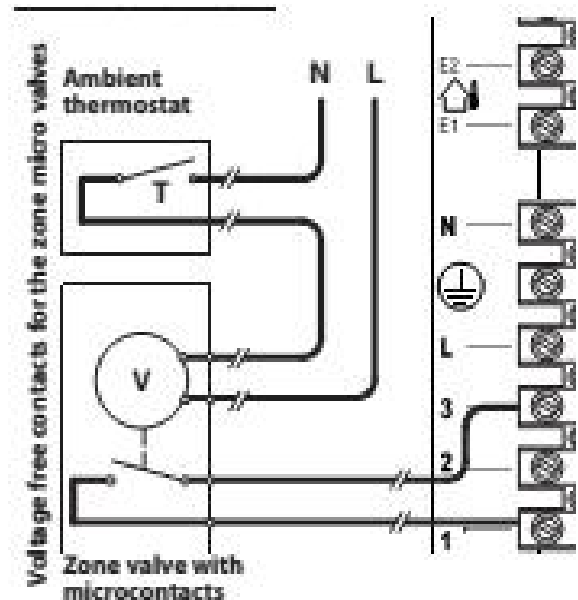 Voltage free contacts for the zone micro valves
Ambient
thermostat
N L
T
V
Zone valve with
microcontacts
E2
E1
N
L
3
2
1